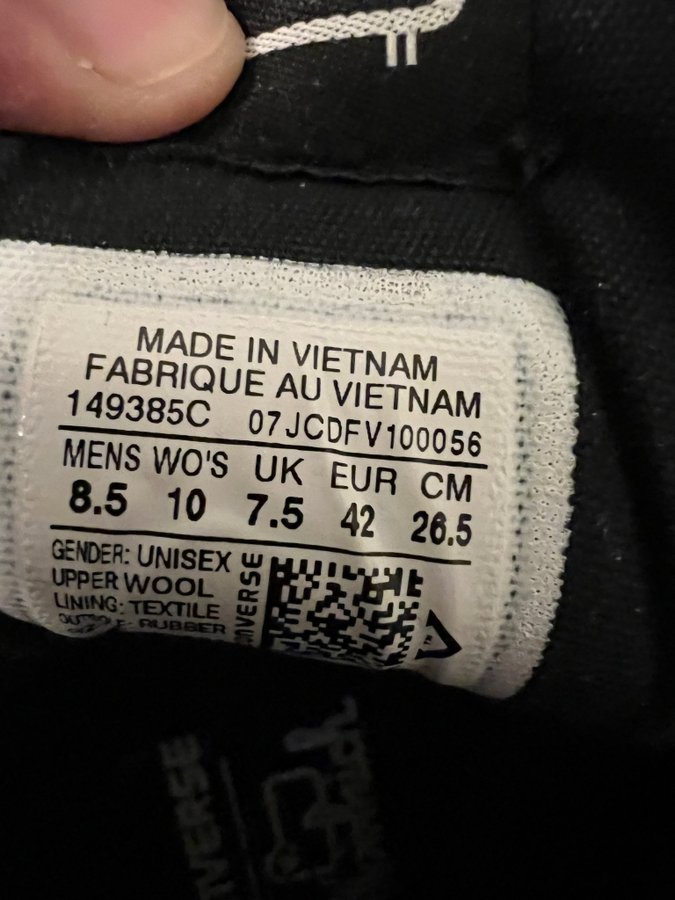 MADE IN VIETNAM
FABRIQUE AU VIETNAM
149385C 07JCDFV100056
MENS WO'S UK EUR CM
8.5 10 7.5 42 26.5
GENDER: UNISEX
UPPER WOOL
LINING: TEXTILE
RUBBER